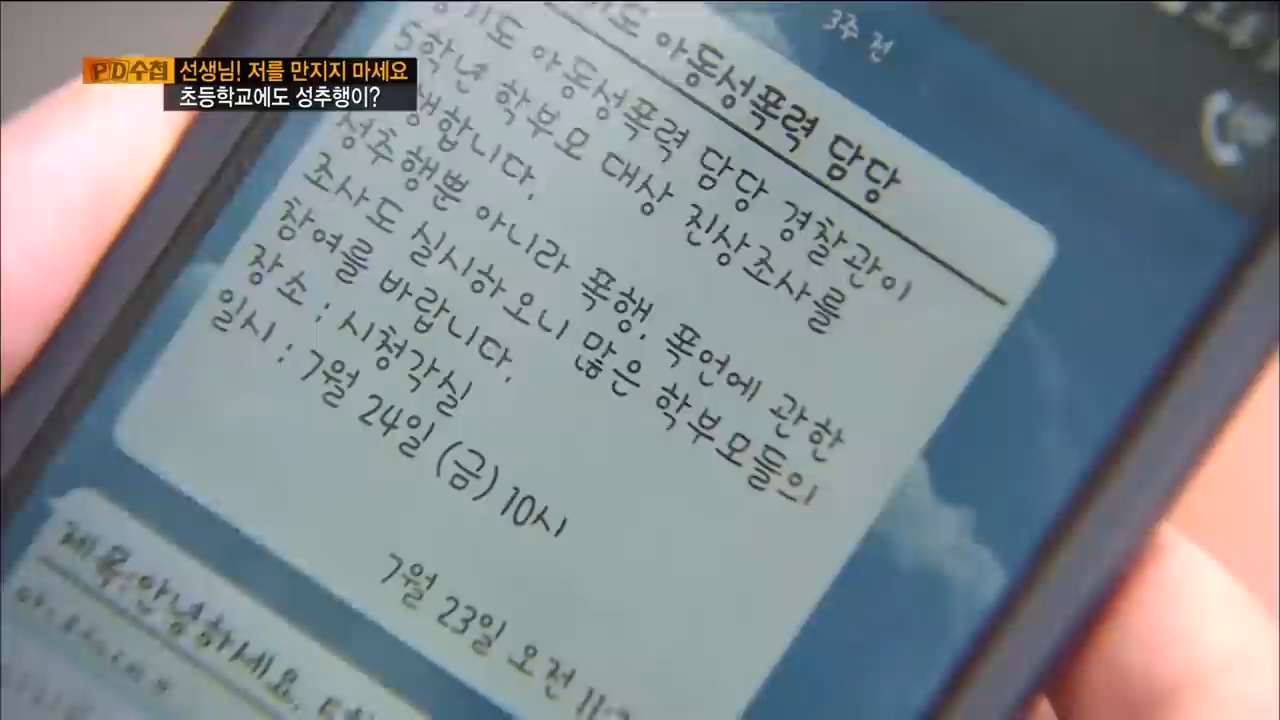 PD수첩 선생님! 저를 만지지 마세요
초등학교에도 성추행이?
3주 전
아동성폭력 담당
아동성폭력 담당 경찰관이
5학년 학부모 대상 진상조사를
합니다.
성추행뿐 아니라 폭행, 폭언에 관한
조사도 실시하오니 많은 학부모들의
참여를 바랍니다.
장소 : 시청각실
일시 : 7월 24일 (금) 10시
7월 23일 오전
제목:안녕하세요.